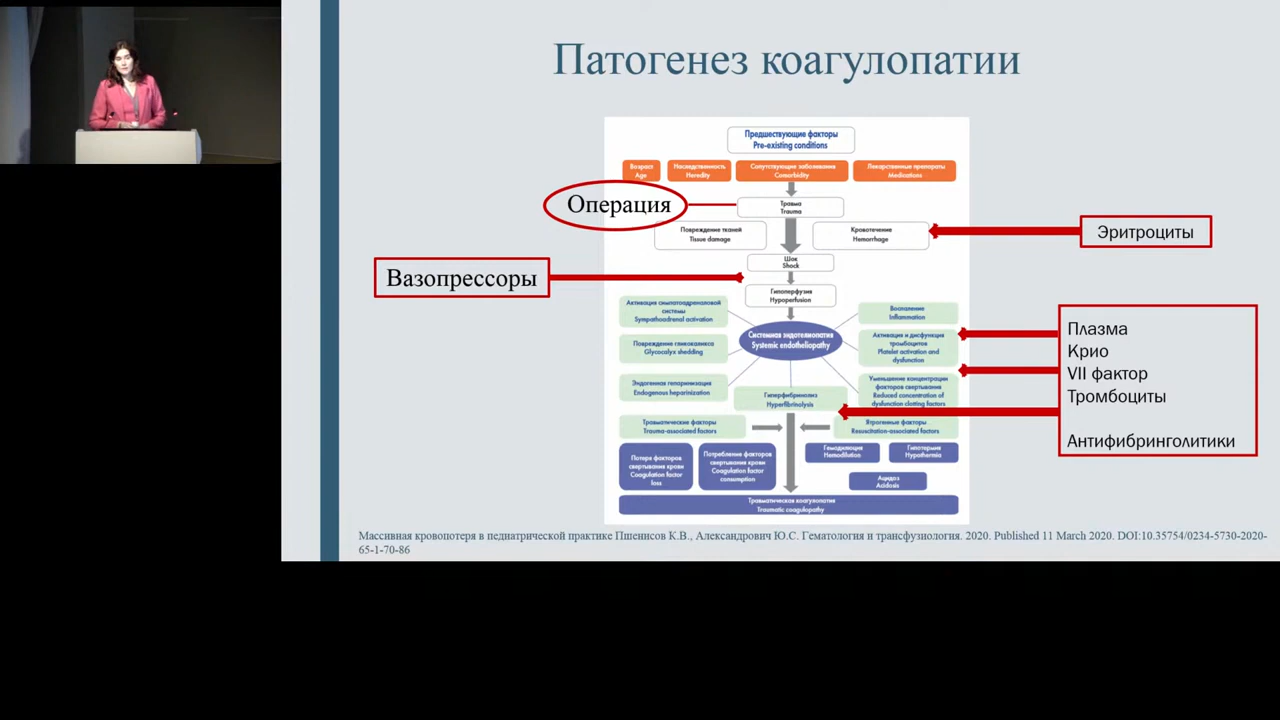 Патогенез коагулопатии
Предшествующие факторы
Pre-existing conditions
Возраст
Age
Наследственность
Heredity
Сопутствующие заболевания
Comorbidity
Лекарственные препараты
Medications
Операция
Травма
Trauma
Повреждение тканей
Tissue damage
Кровотечение
Hemorrhage
Эритроциты
Шок
Shock
Вазопрессоры
Гипоперфузия
Hypoperfusion
Активация симпатоадреналовой
системы
Sympathoadrenal activation
Воспаление
Inflammation
Системная эндотелиопатия
Systemic endotheliopathy
Повреждение гликокаликса
Glycocalyx shedding
Активация и дисфункция
тромбоцитов
Platelet activation and
dysfunction
Плазма
Крио
VII фактор
Тромбоциты
Антифибринголитики
Эндогенная гепаринизация
Endogenous heparinization
Гиперфибринолиз
Hyperfibrinolysis
Уменьшение концентрации
факторов свертывания
Reduced concentration of
dysfunction clotting factors
Травматические факторы
Trauma-associated factors
Ятрогенные факторы
Resuscitation-associated factors
Потеря факторов
свертывания крови
Coagulation factor
loss
Потребление факторов
свертывания крови
Coagulation factor
consumption
Гемодилюция
Hemodilution
Гипотермия
Hypothermia
Ацидоз
Acidosis
Травматическая коагулопатия
Traumatic coagulopathy
Массивная кровопотеря в педиатрической практике Пшенисов К.В., Александрович Ю.С. Гематология и трансфузиология. 2020. Published 11 March 2020. DOI:10.35754/0234-5730-2020-
65-1-70-86